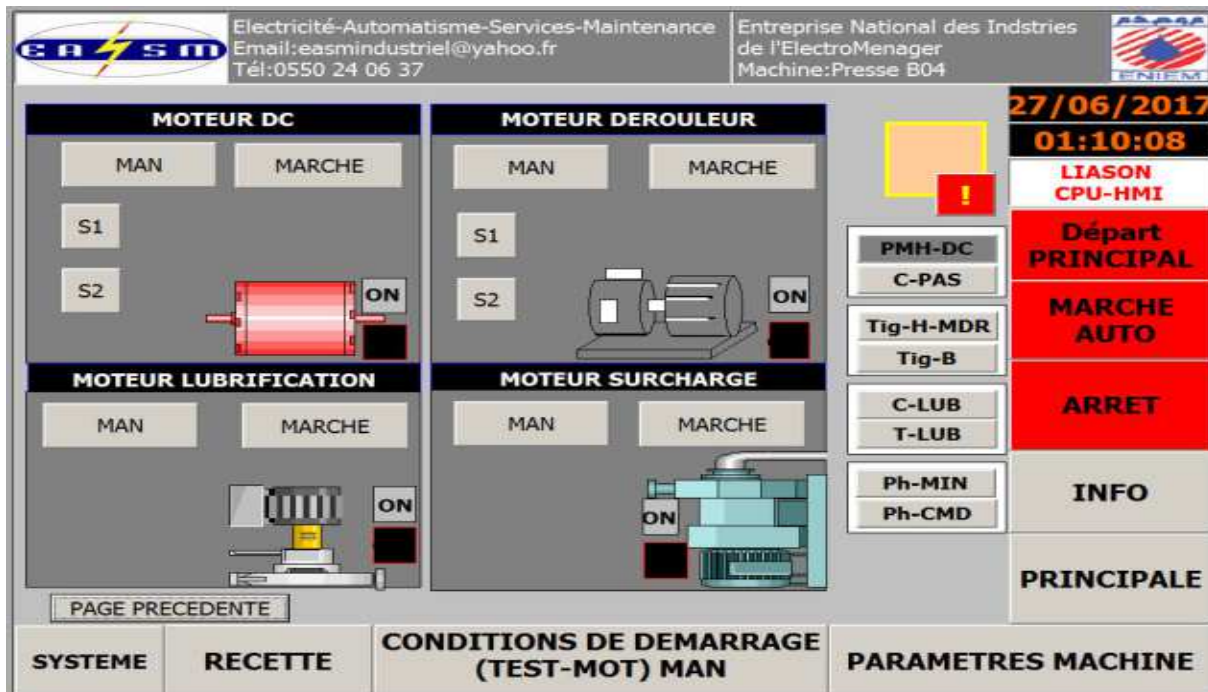 EASM
Electricité-Automatisme-Services-Maintenance
Email:easmindustriel@yahoo.fr
Tél:0550 24 06 37
Entreprise National des Indstries
de l'ElectroMenager
Machine:Presse B04
ENIEM
MOTEUR DC
MAN
MARCHE
S1
S2
ON
MOTEUR DEROULEUR
MAN
MARCHE
S1
S2
ON
MOTEUR LUBRIFICATION
MAN
MARCHE
ON
MOTEUR SURCHARGE
MAN
MARCHE
ON
!
PMH-DC
C-PAS
Tig-H-MDR
Tig-B
C-LUB
T-LUB
Ph-MIN
Ph-CMD
27/06/2017
01:10:08
LIASON
CPU-HMI
Départ
PRINCIPAL
MARCHE
AUTO
ARRET
INFO
PRINCIPALE
PAGE PRECEDENTE
SYSTEME
RECETTE
CONDITIONS DE DEMARRAGE
(TEST-MOT) MAN
PARAMETRES MACHINE